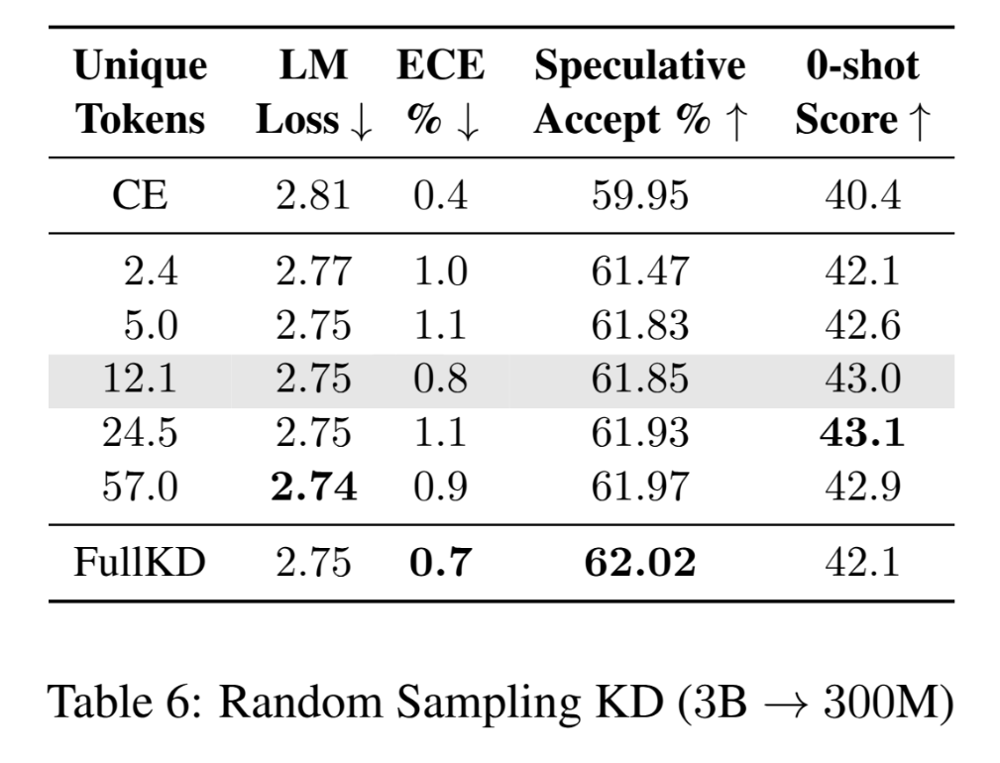 Unique LM ECE Speculative 0-shot
Tokens Loss ↓ % ↓ Accept % ↑ Score ↑
CE 2.81 0.4 59.95 40.4
2.4 2.77 1.0 61.47 42.1
5.0 2.75 1.1 61.83 42.6
12.1 2.75 0.8 61.85 43.0
24.5 2.75 1.1 61.93 43.1
57.0 2.74 0.9 61.97 42.9
FullKD 2.75 0.7 62.02 42.1
Table 6: Random Sampling KD (3B → 300M)